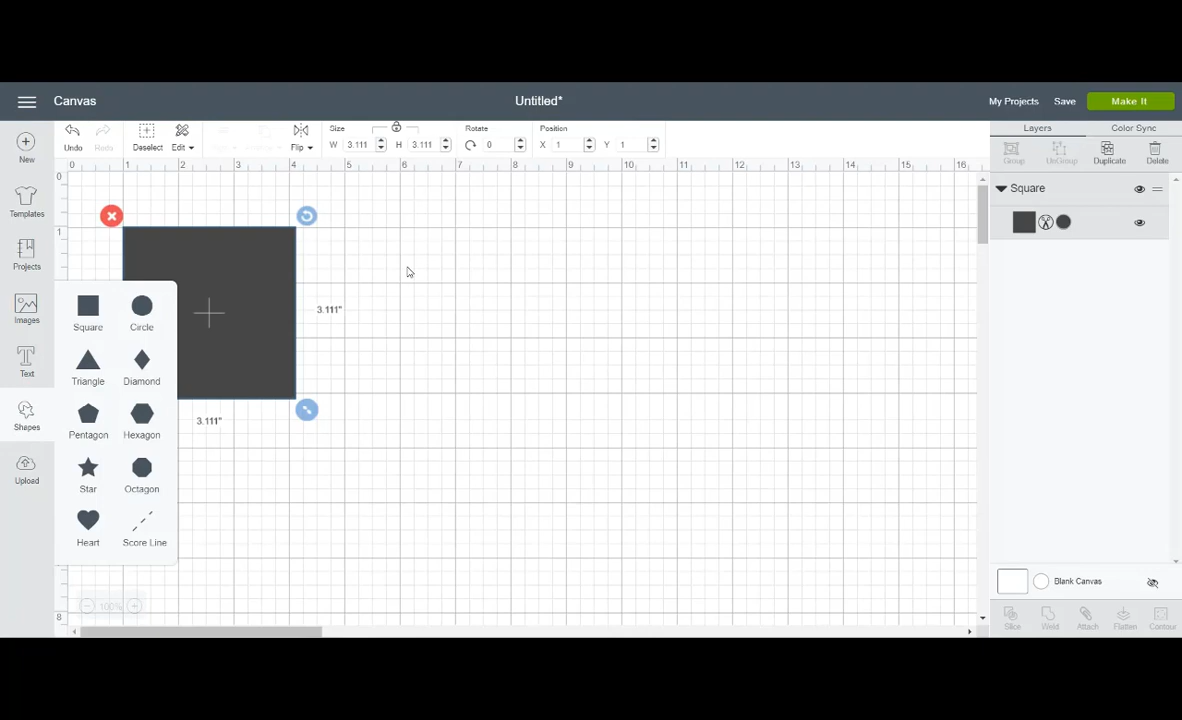 Canvas
Untitled*
My Projects
Save
Make It
New
Templates
Projects
Images
Text
Shapes
Upload
Undo
Redo
Deselect
Edit
Flip
Size
W 3.111
H 3.111
Rotate
0
Position
X 1
Y 1
0 1 2 3 4 5 6 7 8 9 10 11 12 13 14 15 16
0
1
8
3.111"
3.111"
Square
Circle
Triangle
Diamond
Pentagon
Hexagon
Star
Octagon
Heart
Score Line
100%
Layers
Color Sync
Group
UnGroup
Duplicate
Delete
Square
Blank Canvas
Slice
Weld
Attach
Flatten
Contour